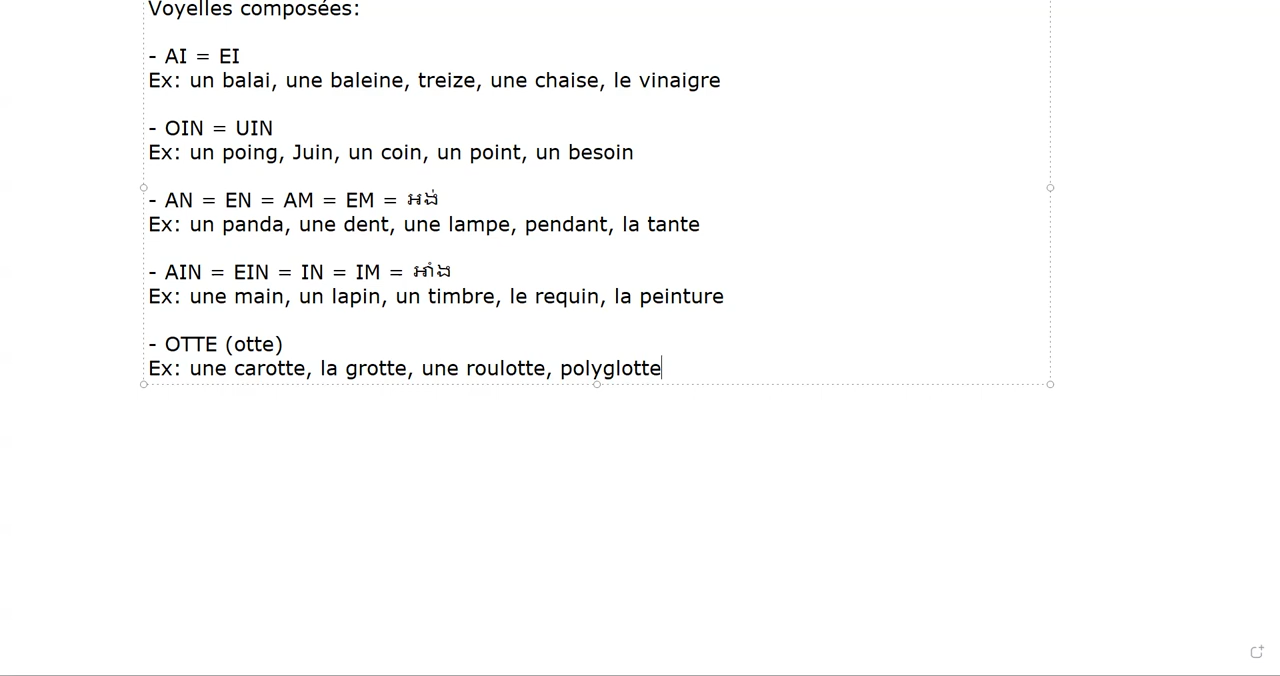 Voyelles composées:
- AI = EI
Ex: un balai, une baleine, treize, une chaise, le vinaigre
- OIN = UIN
Ex: un poing, Juin, un coin, un point, un besoin
- AN = EN = AM = EM = អង់
Ex: un panda, une dent, une lampe, pendant, la tante
- AIN = EIN = IN = IM = អាំង
Ex: une main, un lapin, un timbre, le requin, la peinture
- OTTE (otte)
Ex: une carotte, la grotte, une roulotte, polyglotte